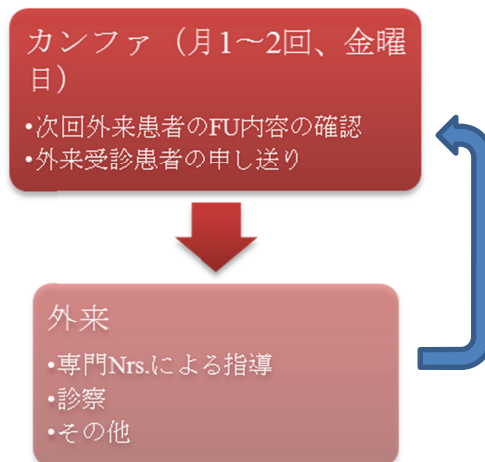 カンファ（月1～2回、金曜
日）
•次回外来患者のFU内容の確認
•外来受診患者の申し送り
外来
•専門Nrs.による指導
•診察
•その他